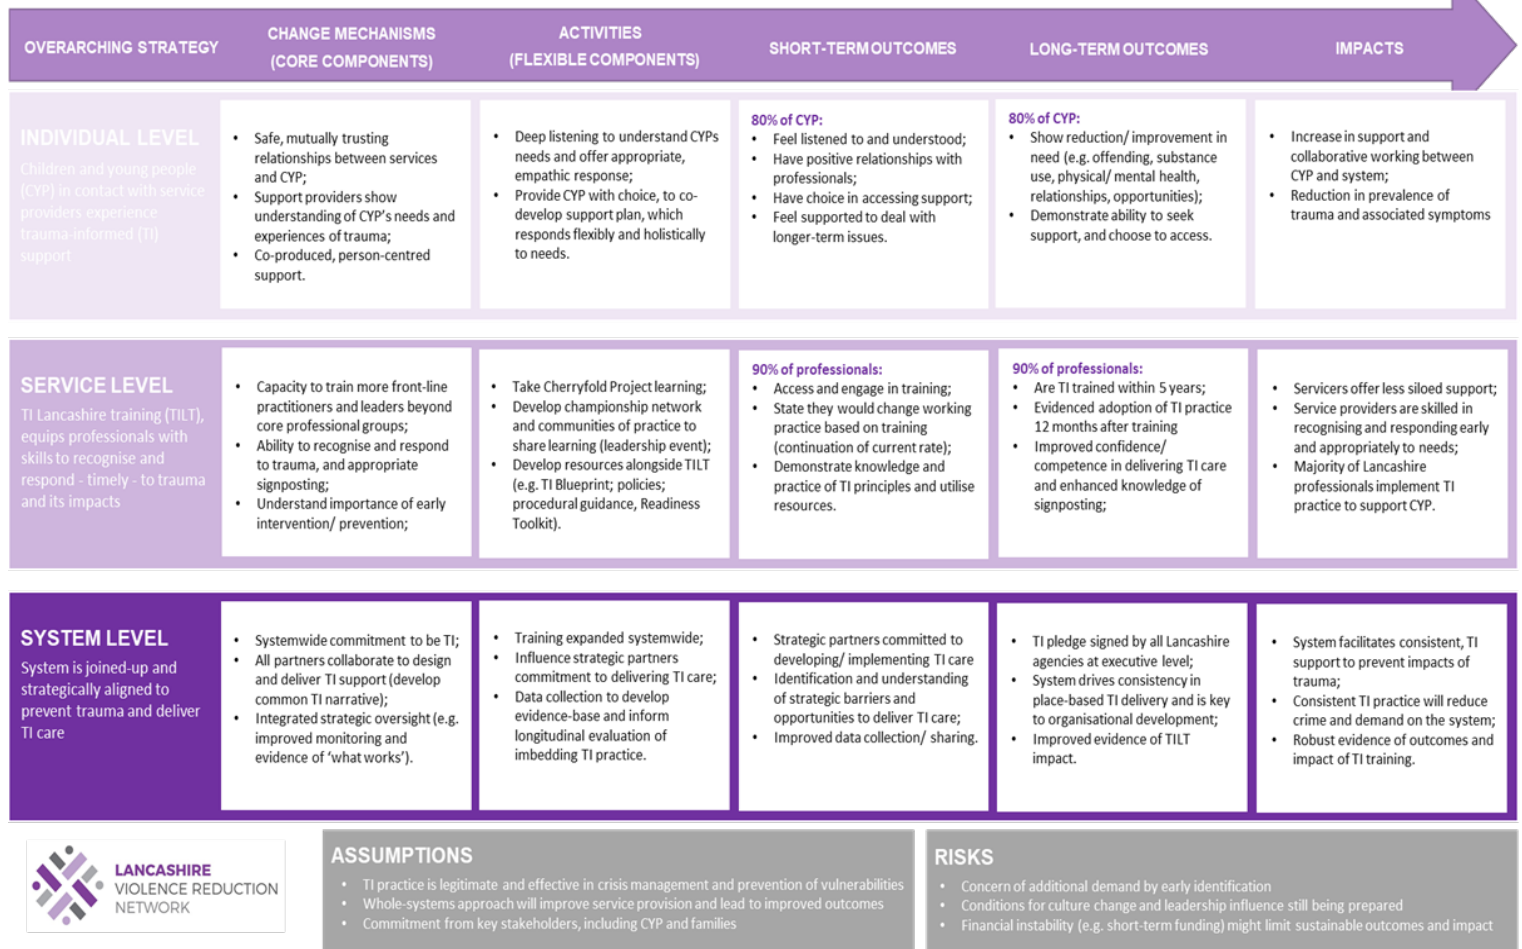 OVERARCHING STRATEGY
CHANGE MECHANISMS
(CORE COMPONENTS)
ACTIVITIES
(FLEXIBLE COMPONENTS)
SHORT-TERM OUTCOMES
LONG-TERM OUTCOMES
IMPACTS
INDIVIDUAL LEVEL
Children and young people
(CYP) in contact with service
providers experience
trauma-informed (TI)
support
• Safe, mutually trusting
relationships between services
and CYP;
• Support providers show
understanding of CYP's needs and
experiences of trauma;
• Co-produced, person-centred
support.
• Deep listening to understand CYPs
needs and offer appropriate,
empathic response;
• Provide CYP with choice, to co-
develop support plan, which
responds flexibly and holistically
to needs.
80% of CYP:
• Feel listened to and understood;
• Have positive relationships with
professionals;
• Have choice in accessing support;
• Feel supported to deal with
longer-term issues.
80% of CYP:
• Show reduction/ improvement in
need (e.g. offending, substance
use, physical/ mental health,
relationships, opportunities);
• Demonstrate ability to seek
support, and choose to access.
• Increase in support and
collaborative working between
CYP and system;
• Reduction in prevalence of
trauma and associated symptoms
SERVICE LEVEL
TI Lancashire training (TILT),
equips professionals with
skills to recognise and
respond - timely - to trauma
and its impacts
• Capacity to train more front-line
practitioners and leaders beyond
core professional groups;
• Ability to recognise and respond
to trauma, and appropriate
signposting;
• Understand importance of early
intervention/ prevention;
• Take Cherryfold Project learning;
• Develop championship network
and communities of practice to
share learning (leadership event);
• Develop resources alongside TILT
(e.g. TI Blueprint; policies;
procedural guidance, Readiness
Toolkit).
90% of professionals:
• Access and engage in training;
• State they would change working
practice based on training
(continuation of current rate);
• Demonstrate knowledge and
practice of TI principles and utilise
resources.
90% of professionals:
• Are TI trained within 5 years;
• Evidenced adoption of TI practice
12 months after training
• Improved confidence/
competence in delivering TI care
and enhanced knowledge of
signposting;
• Servicers offer less siloed support;
• Service providers are skilled in
recognising and responding early
and appropriately to needs;
• Majority of Lancashire
professionals implement TI
practice to support CYP.
SYSTEM LEVEL
System is joined-up and
strategically aligned to
prevent trauma and deliver
TI care
• Systemwide commitment to be TI;
• All partners collaborate to design
and deliver TI support (develop
common TI narrative);
• Integrated strategic oversight (e.g.
improved monitoring and
evidence of 'what works').
• Training expanded systemwide;
• Influence strategic partners
commitment to delivering TI care;
• Data collection to develop
evidence-base and inform
longitudinal evaluation of
imbedding TI practice.
• Strategic partners committed to
developing/ implementing TI care
• Identification and understanding
of strategic barriers and
opportunities to deliver TI care;
• Improved data collection/ sharing.
• TI pledge signed by all Lancashire
agencies at executive level;
• System drives consistency in
place-based TI delivery and is key
to organisational development;
• Improved evidence of TILT
impact.
• System facilitates consistent, TI
support to prevent impacts of
trauma;
• Consistent TI practice will reduce
crime and demand on the system;
• Robust evidence of outcomes and
impact of TI training.
LANCASHIRE
VIOLENCE REDUCTION
NETWORK
ASSUMPTIONS
• TI practice is legitimate and effective in crisis management and prevention of vulnerabilities
• Whole-systems approach will improve service provision and lead to improved outcomes
• Commitment from key stakeholders, including CYP and families
RISKS
• Concern of additional demand by early identification
• Conditions for culture change and leadership influence still being prepared
• Financial instability (e.g. short-term funding) might limit sustainable outcomes and impact